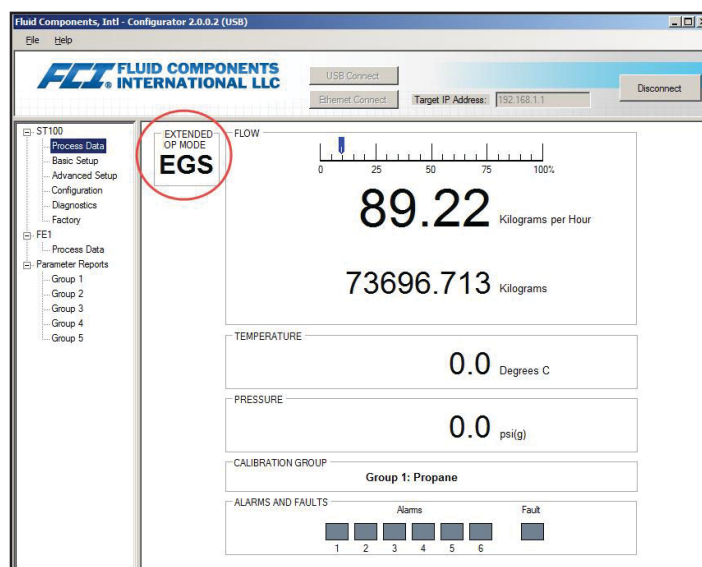 Fluid Components, Intl - Configurator 2.0.0.2 (USB)
File Help
FCI FLUID COMPONENTS
INTERNATIONAL LLC
USB Connect
Ethernet Connect
Target IP Address:
192.168.1.1
Disconnect
ST100
Process Data
Basic Setup
Advanced Setup
Configuration
Diagnostics
Factory
FE1
Process Data
Parameter Reports
Group 1
Group 2
Group 3
Group 4
Group 5
EXTENDED
OP MODE
EGS
FLOW
0 25 50 75 100%
89.22 Kilograms per Hour
73696.713 Kilograms
TEMPERATURE
0.0 Degrees C
PRESSURE
0.0 psi(g)
CALIBRATION GROUP
Group 1: Propane
ALARMS AND FAULTS
Alarms Fault
1 2 3 4 5 6